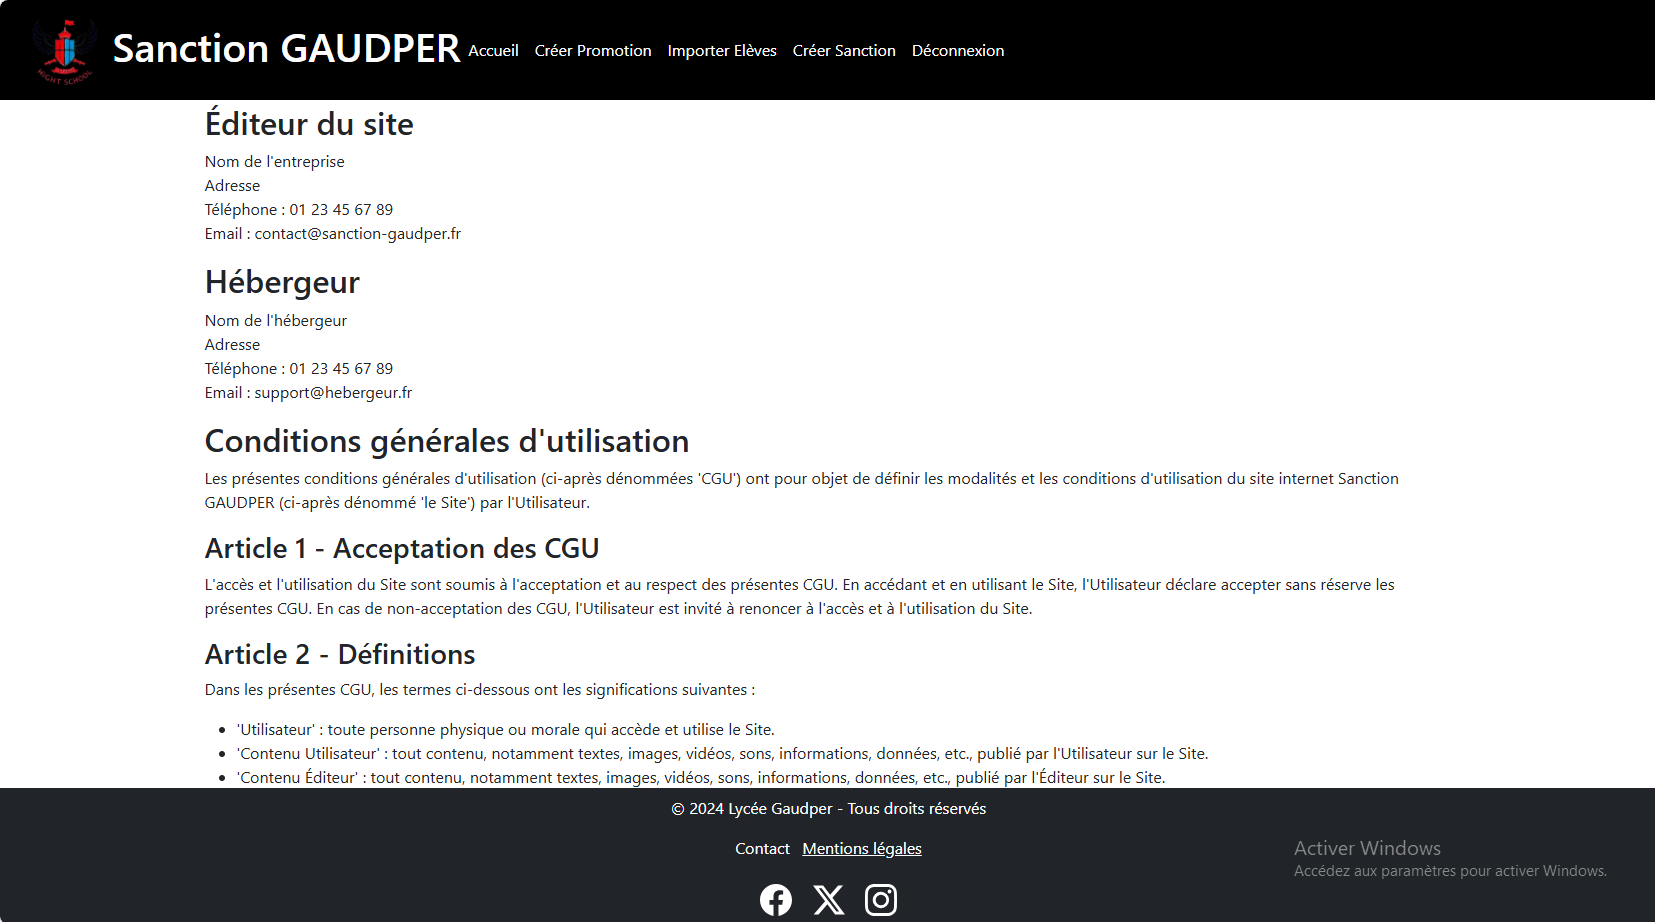 HIGHT SCHOOL
Sanction GAUDPER
Accueil Créer Promotion Importer Elèves Créer Sanction Déconnexion
Éditeur du site
Nom de l'entreprise
Adresse
Téléphone : 01 23 45 67 89
Email : contact@sanction-gaudper.fr
Hébergeur
Nom de l'hébergeur
Adresse
Téléphone : 01 23 45 67 89
Email : support@hebergeur.fr
Conditions générales d'utilisation
Les présentes conditions générales d'utilisation (ci-après dénommées 'CGU') ont pour objet de définir les modalités et les conditions d'utilisation du site internet Sanction
GAUDPER (ci-après dénommé 'le Site') par l'Utilisateur.
Article 1 - Acceptation des CGU
L'accès et l'utilisation du Site sont soumis à l'acceptation et au respect des présentes CGU. En accédant et en utilisant le Site, l'Utilisateur déclare accepter sans réserve les
présentes CGU. En cas de non-acceptation des CGU, l'Utilisateur est invité à renoncer à l'accès et à l'utilisation du Site.
Article 2 - Définitions
Dans les présentes CGU, les termes ci-dessous ont les significations suivantes :
• 'Utilisateur' : toute personne physique ou morale qui accède et utilise le Site.
• 'Contenu Utilisateur' : tout contenu, notamment textes, images, vidéos, sons, informations, données, etc., publié par l'Utilisateur sur le Site.
• 'Contenu Éditeur' : tout contenu, notamment textes, images, vidéos, sons, informations, données, etc., publié par l'Éditeur sur le Site.
© 2024 Lycée Gaudper - Tous droits réservés
Contact Mentions légales
Activer Windows
Accédez aux paramètres pour activer Windows.